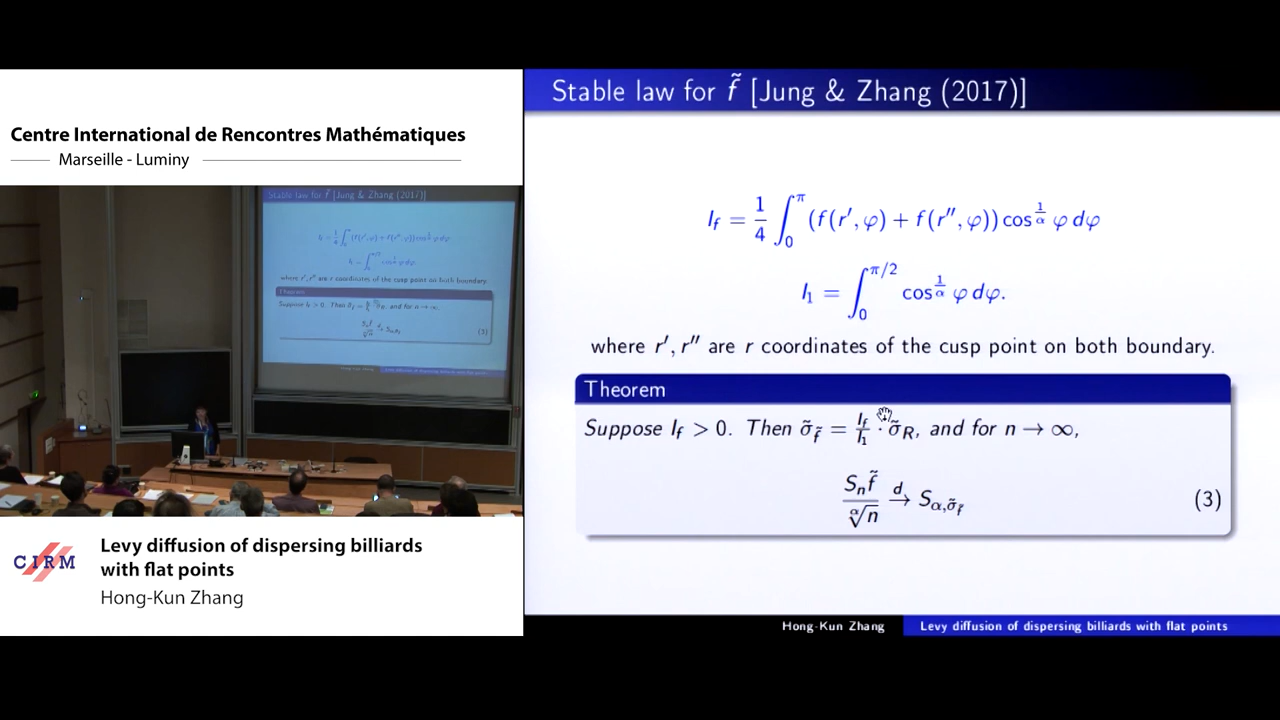 Centre International de Rencontres Mathématiques
Marseille - Luminy
CIRM
Levy diffusion of dispersing billiards
with flat points
Hong-Kun Zhang
Stable law for f̃ [Jung & Zhang (2017)]
I_f = 1/4 ∫_0^π (f(r′, φ) + f(r″, φ)) cos^{1/α} φ dφ
I_1 = ∫_0^{π/2} cos^{1/α} φ dφ.
where r′, r″ are r coordinates of the cusp point on both boundary.
Theorem
Suppose I_f > 0. Then σ̃_f̃ = I_f/I_1 · σ̃_R, and for n → ∞,
S_n f̃ / ᵅ√n →^d S_{α,σ̃_f̃} (3)
Hong-Kun Zhang Levy diffusion of dispersing billiards with flat points